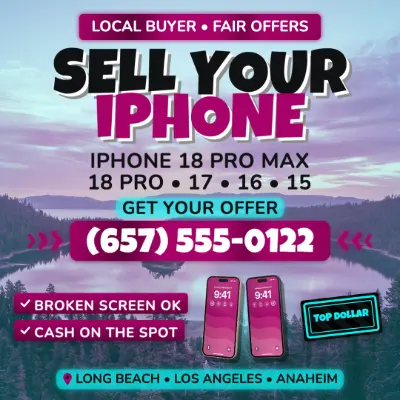 LOCAL BUYER • FAIR OFFERS
SELL YOUR
IPHONE
IPHONE 18 PRO MAX
18 PRO • 17 • 16 • 15
GET YOUR OFFER
(657) 555-0122
9:41
9:41
TOP DOLLAR
BROKEN SCREEN OK
CASH ON THE SPOT
LONG BEACH • LOS ANGELES • ANAHEIM